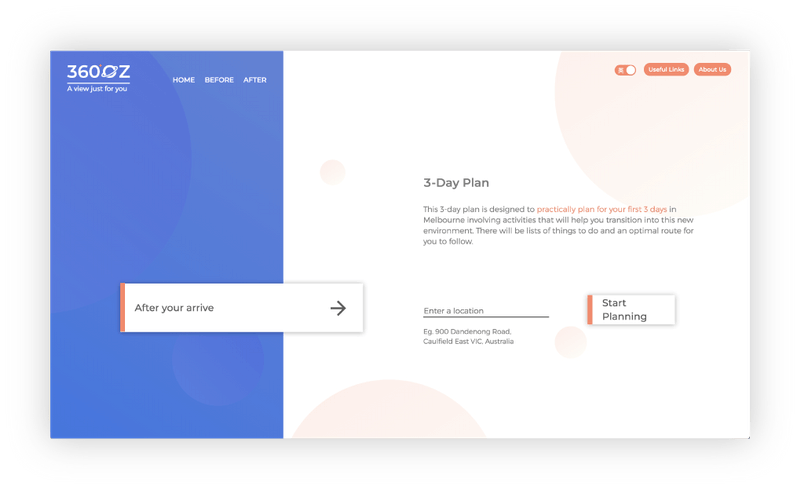 360OZ
A view just for you
HOME BEFORE AFTER
英
Useful Links
About Us
3-Day Plan
This 3-day plan is designed to practically plan for your first 3 days in
Melbourne involving activities that will help you transition into this new
environment. There will be lists of things to do and an optimal route for
you to follow.
After your arrive
Enter a location
Eg. 900 Dandenong Road,
Caulfield East VIC. Australia
Start
Planning